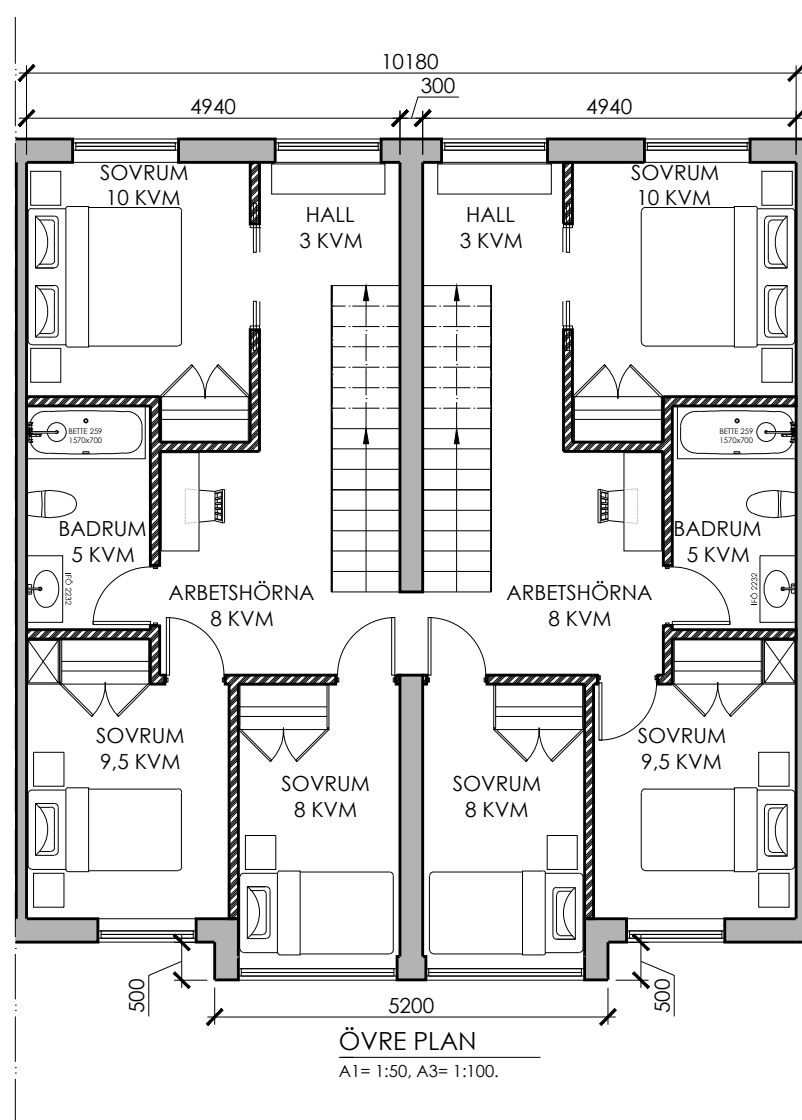 10180
300
4940
4940
SOVRUM
10 KVM
HALL
3 KVM
HALL
3 KVM
SOVRUM
10 KVM
BETTE 259
1570x700
BETTE 259
1570x700
BADRUM
5 KVM
BADRUM
5 KVM
IFÖ 2232
IFÖ 2232
ARBETSHÖRNA
8 KVM
ARBETSHÖRNA
8 KVM
SOVRUM
9,5 KVM
SOVRUM
8 KVM
SOVRUM
8 KVM
SOVRUM
9,5 KVM
500
500
5200
ÖVRE PLAN
A1= 1:50, A3= 1:100.